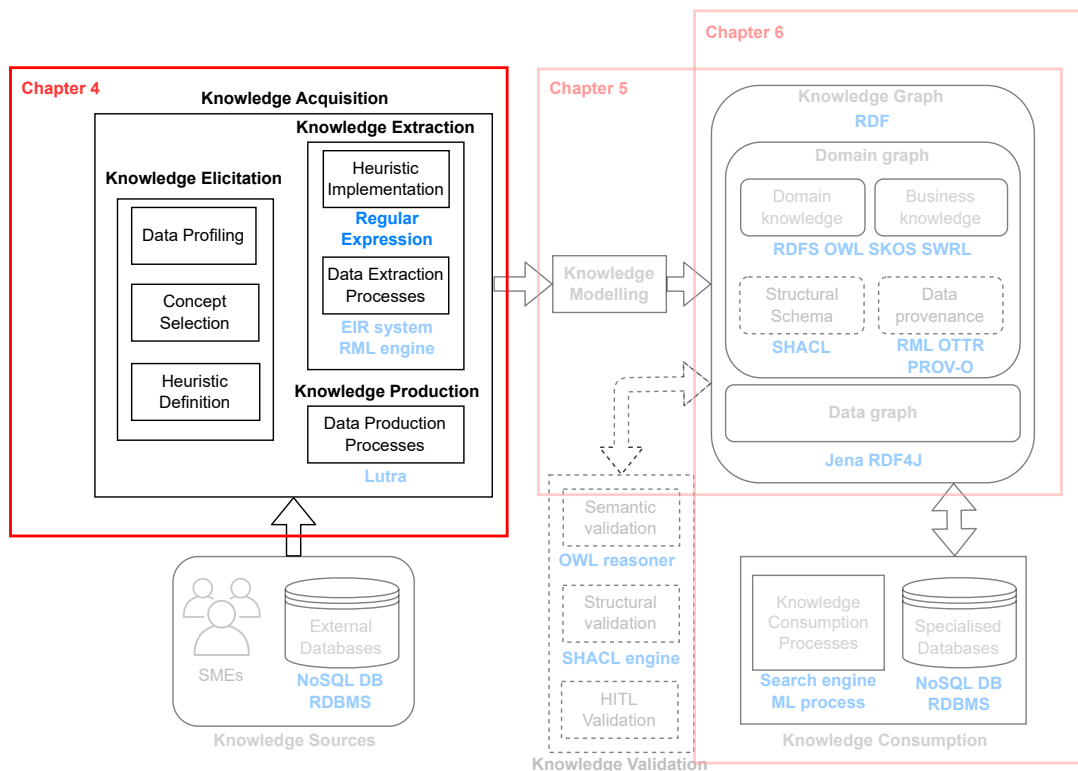 Chapter 6
Chapter 4
Knowledge Acquisition
Knowledge Elicitation
Data Profiling
Concept
Selection
Heuristic
Definition
Knowledge Extraction
Heuristic
Implementation
Regular
Expression
Data Extraction
Processes
EIR system
RML engine
Knowledge Production
Data Production
Processes
Lutra
SMEs
External
Databases
NoSQL DB
RDBMS
Knowledge Sources
Chapter 5
Knowledge
Modelling
Knowledge Graph
RDF
Domain graph
Domain
knowledge
Business
knowledge
RDFS OWL SKOS SWRL
Structural
Schema
SHACL
Data
provenance
RML OTTR
PROV-O
Data graph
Jena RDF4J
Semantic
validation
OWL reasoner
Structural
validation
SHACL engine
HITL
Validation
Knowledge Validation
Knowledge
Consumption
Processes
Search engine
ML process
Specialised
Databases
NoSQL DB
RDBMS
Knowledge Consumption